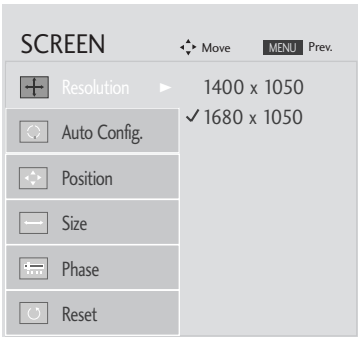 SCREEN Move MENU Prev.
Resolution 1400 x 1050
Auto Config. 1680 x 1050
Position
Size
Phase
Reset